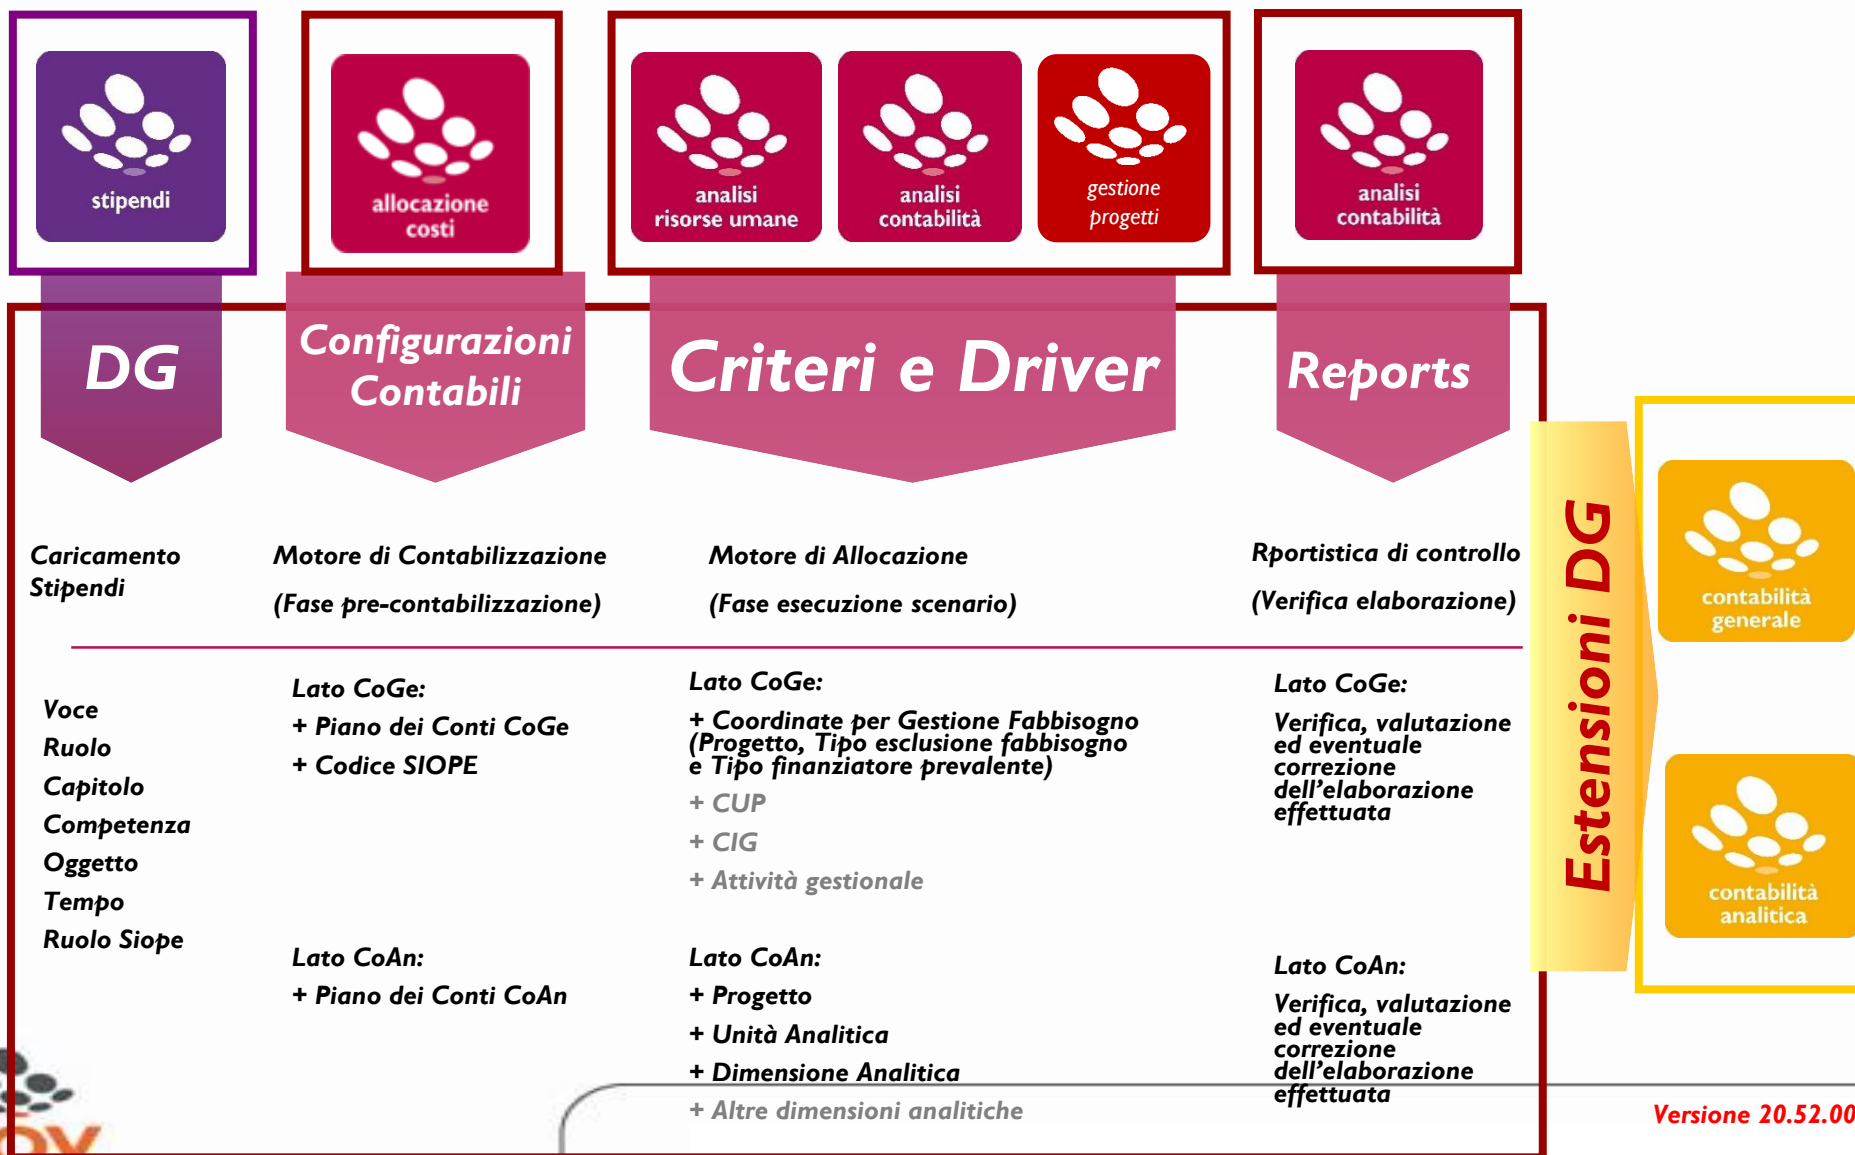 stipendi
allocazione
costi
analisi
risorse umane
analisi
contabilità
gestione
progetti
analisi
contabilità
DG
Configurazioni
Contabili
Criteri e Driver
Reports
Caricamento
Stipendi
Motore di Contabilizzazione
(Fase pre-contabilizzazione)
Motore di Allocazione
(Fase esecuzione scenario)
Rportistica di controllo
(Verifica elaborazione)
Voce
Ruolo
Capitolo
Competenza
Oggetto
Tempo
Ruolo Siope
Lato CoGe:
+ Piano dei Conti CoGe
+ Codice SIOPE
Lato CoAn:
+ Piano dei Conti CoAn
Lato CoGe:
+ Coordinate per Gestione Fabbisogno
(Progetto, Tipo esclusione fabbisogno
e Tipo finanziatore prevalente)
+ CUP
+ CIG
+ Attività gestionale
Lato CoAn:
+ Progetto
+ Unità Analitica
+ Dimensione Analitica
+ Altre dimensioni analitiche
Lato CoGe:
Verifica, valutazione
ed eventuale
correzione
dell'elaborazione
effettuata
Lato CoAn:
Verifica, valutazione
ed eventuale
correzione
dell'elaborazione
effettuata
Estensioni DG
contabilità
generale
contabilità
analitica
Versione 20.52.00